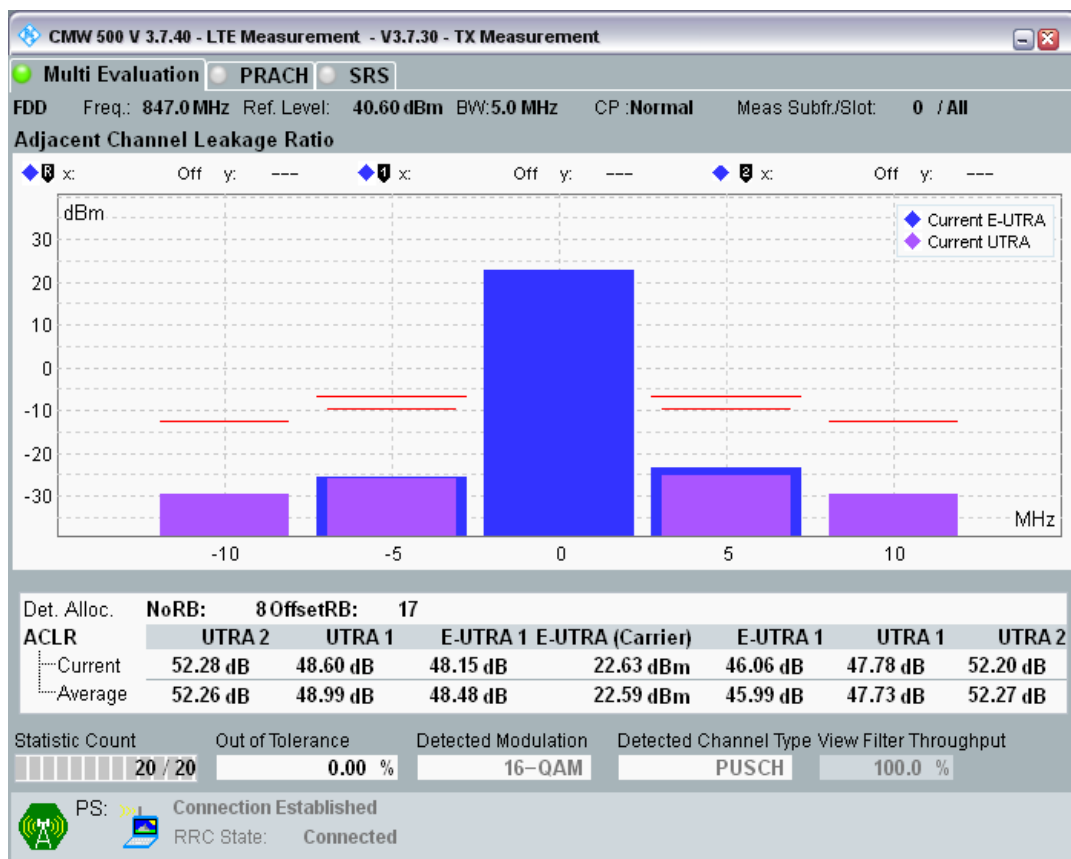 CMW 500 V 3.7.40 - LTE Measurement - V3.7.30 - TX Measurement
Multi Evaluation PRACH SRS
FDD Freq.: 847.0 MHz Ref. Level: 40.60 dBm BW:5.0 MHz CP :Normal Meas Subfr./Slot: 0 / All
Adjacent Channel Leakage Ratio
R x: Off y: --- 1 x: Off y: --- 2 x: Off y: ---
dBm
Current E-UTRA
Current UTRA
30
20
10
0
-10
-20
-30
MHz
-10 -5 0 5 10
Det. Alloc. NoRB: 8 OffsetRB: 17
ACLR UTRA 2 UTRA 1 E-UTRA 1 E-UTRA (Carrier) E-UTRA 1 UTRA 1 UTRA 2
Current 52.28 dB 48.60 dB 48.15 dB 22.63 dBm 46.06 dB 47.78 dB 52.20 dB
Average 52.26 dB 48.99 dB 48.48 dB 22.59 dBm 45.99 dB 47.73 dB 52.27 dB
Statistic Count Out of Tolerance Detected Modulation Detected Channel Type View Filter Throughput
20 / 20 0.00 % 16-QAM PUSCH 100.0 %
PS: Connection Established
RRC State: Connected